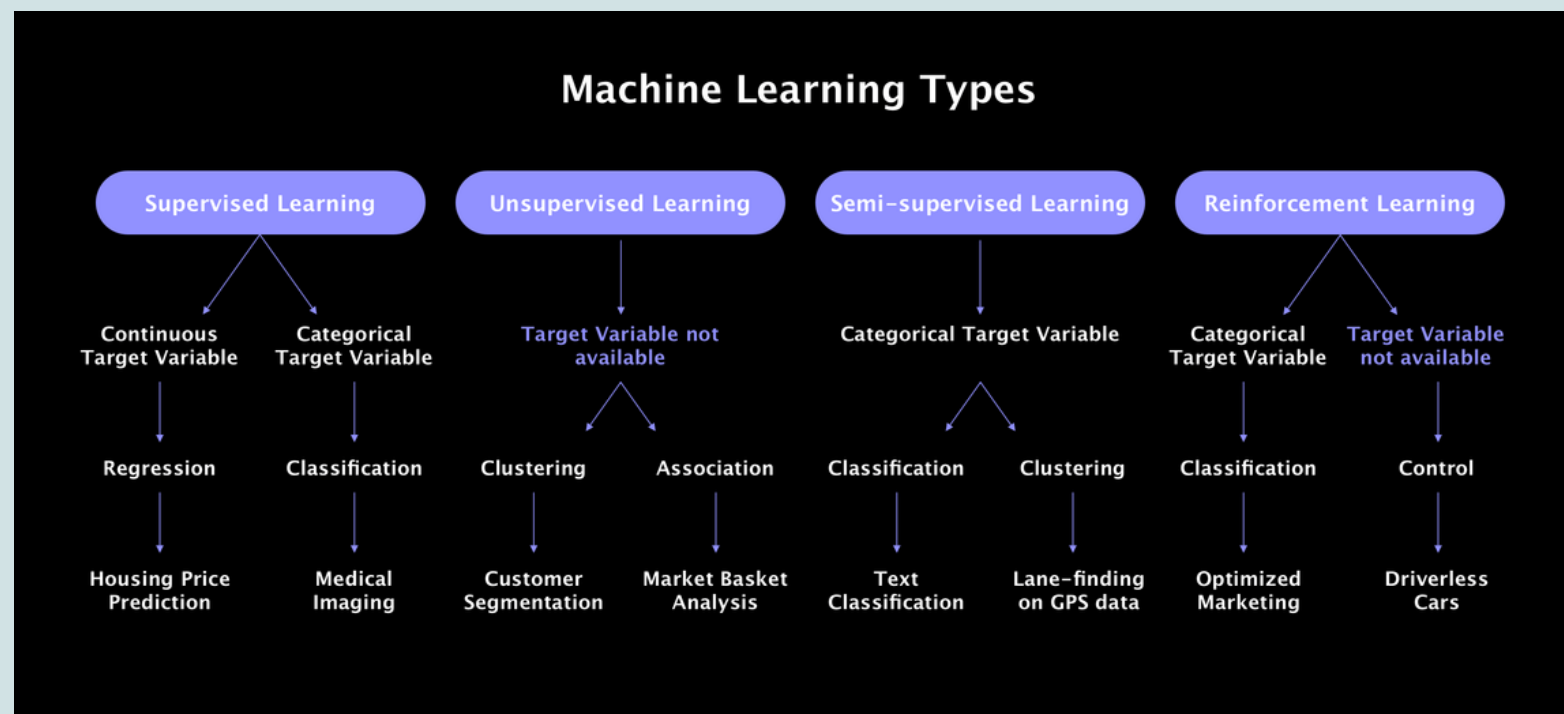 Machine Learning Types
Supervised Learning
Unsupervised Learning
Semi-supervised Learning
Reinforcement Learning
Continuous
Target Variable
Categorical
Target Variable
Target Variable not
available
Categorical Target Variable
Categorical
Target Variable
Target Variable
not available
Regression
Classification
Clustering
Association
Classification
Clustering
Classification
Control
Housing Price
Prediction
Medical
Imaging
Customer
Segmentation
Market Basket
Analysis
Text
Classification
Lane-finding
on GPS data
Optimized
Marketing
Driverless
Cars